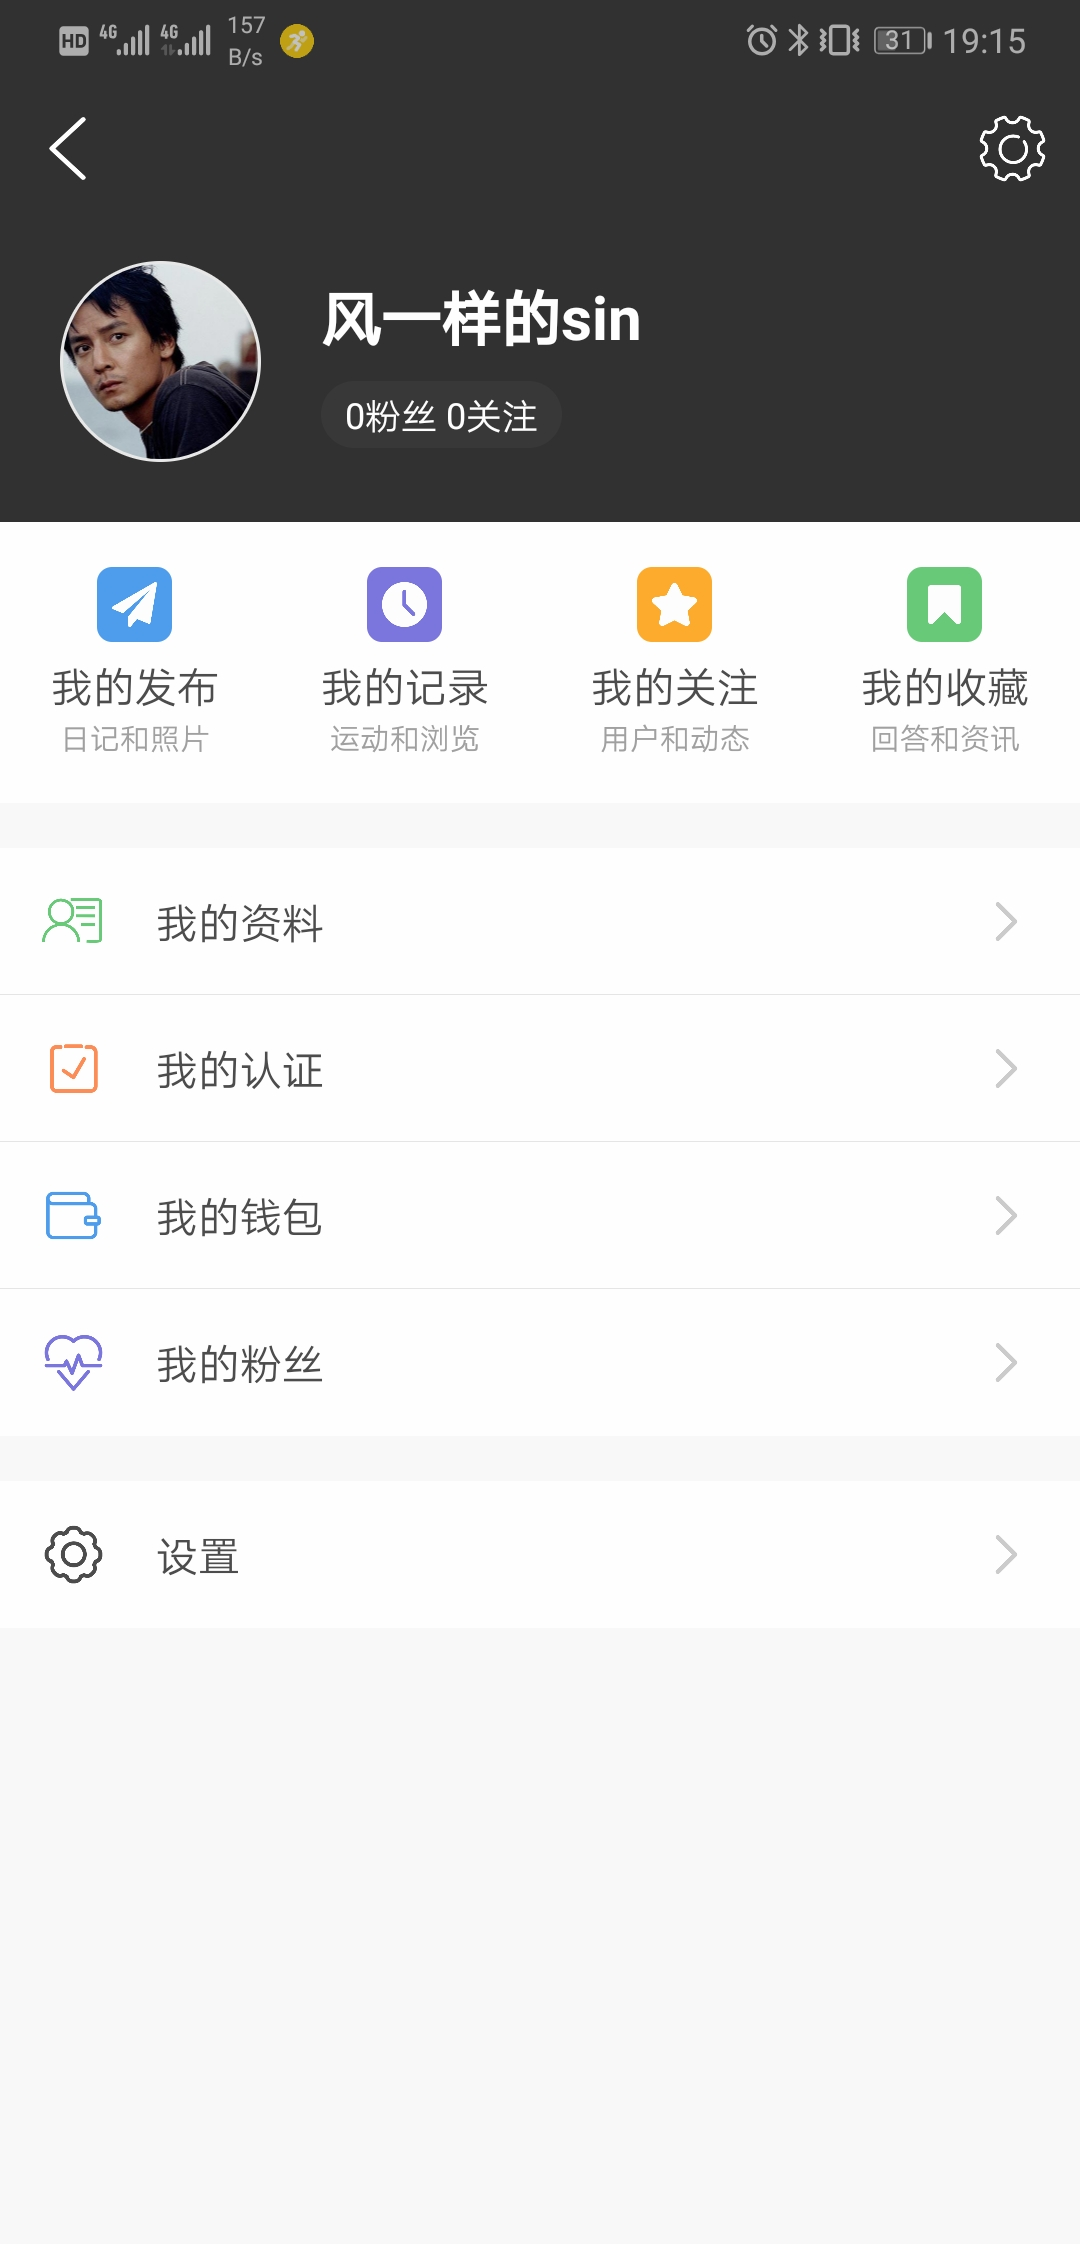 HD 4G 4G 157 B/s 31 19:15
风一样的sin
0粉丝 0关注
我的发布 我的记录 我的关注 我的收藏
日记和照片 运动和浏览 用户和动态 回答和资讯
我的资料
我的认证
我的钱包
我的粉丝
设置